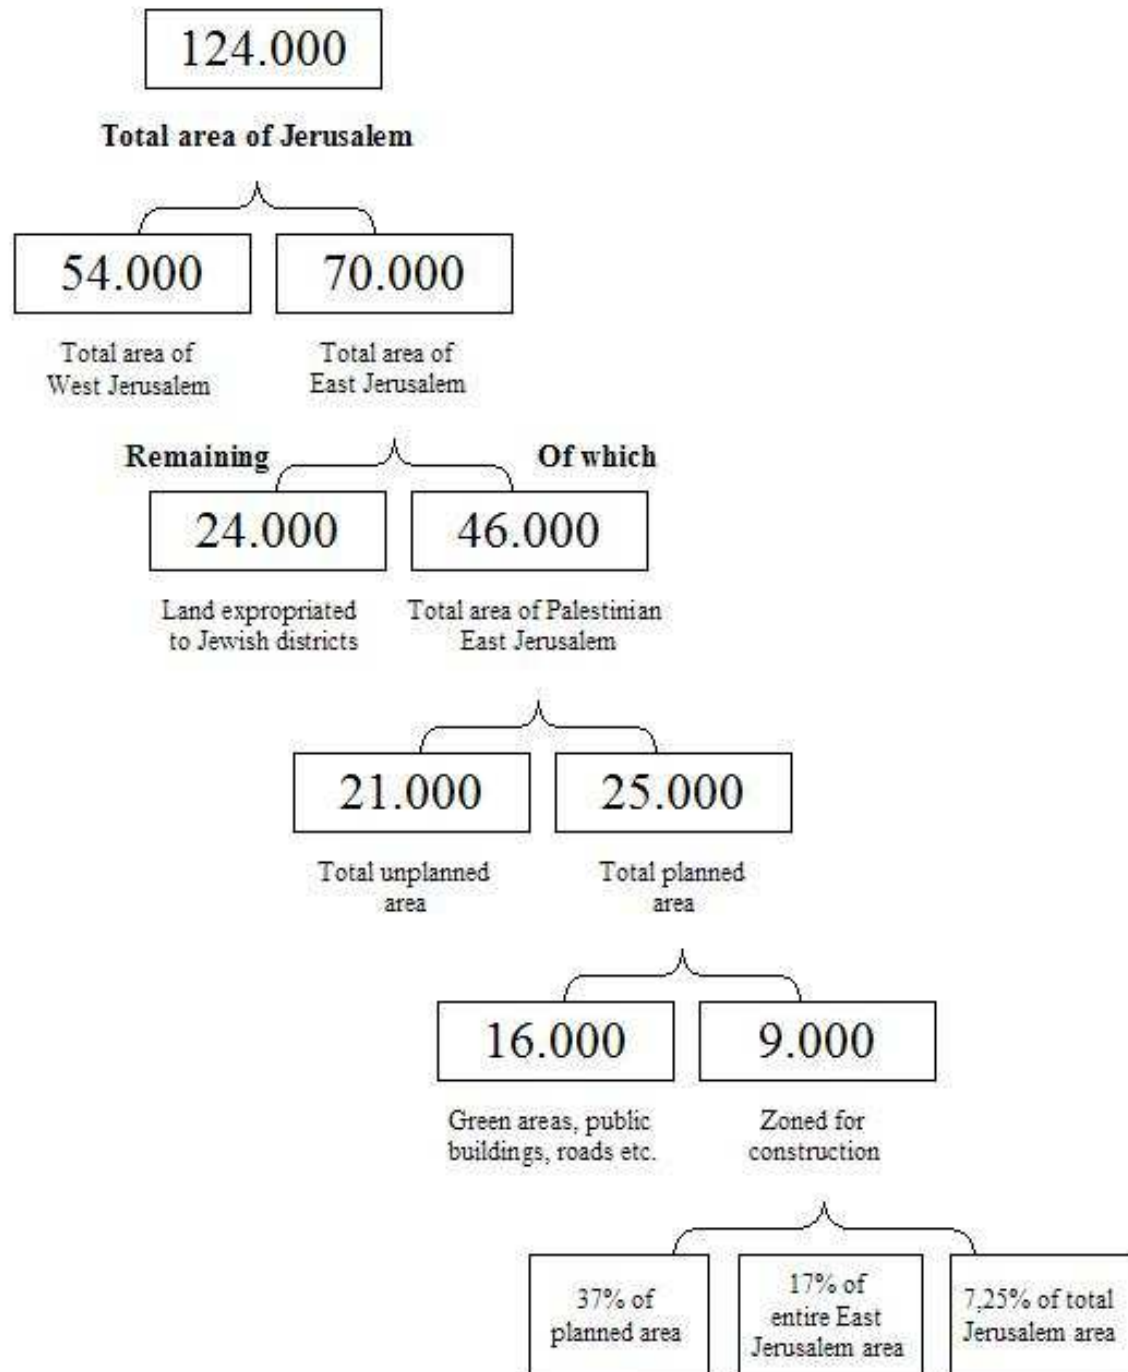 124.000
Total area of Jerusalem
54.000
Total area of
West Jerusalem
70.000
Total area of
East Jerusalem
Remaining
Of which
24.000
Land expropriated
to Jewish districts
46.000
Total area of Palestinian
East Jerusalem
21.000
Total unplanned
area
25.000
Total planned
area
16.000
Green areas, public
buildings, roads etc.
9.000
Zoned for
construction
37% of
planned area
17% of
entire East
Jerusalem area
7,25% of total
Jerusalem area